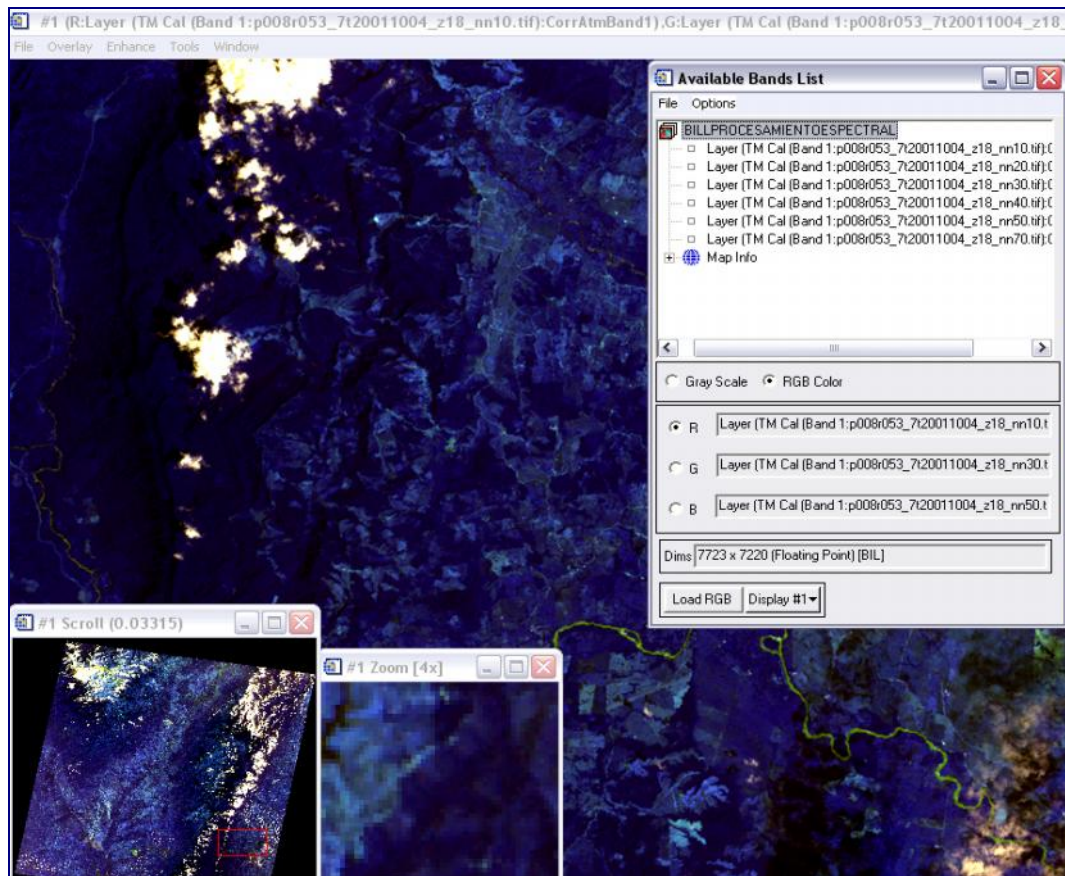 #1 (R:Layer (TM Cal (Band 1:p008r053_7t20011004_z18_nn10.tif):CorrAtmBand1),G:Layer (TM Cal (Band 1:p008r053_7t20011004_z18_
File Overlay Enhance Tools Window
Available Bands List
File Options
BILLPROCESAMIENTOESPECTRAL
Layer (TM Cal (Band 1:p008r053_7t20011004_z18_nn10.tif):C
Layer (TM Cal (Band 1:p008r053_7t20011004_z18_nn20.tif):C
Layer (TM Cal (Band 1:p008r053_7t20011004_z18_nn30.tif):C
Layer (TM Cal (Band 1:p008r053_7t20011004_z18_nn40.tif):C
Layer (TM Cal (Band 1:p008r053_7t20011004_z18_nn50.tif):C
Layer (TM Cal (Band 1:p008r053_7t20011004_z18_nn70.tif):C
Map Info
Gray Scale RGB Color
R Layer (TM Cal (Band 1:p008r053_7t20011004_z18_nn10.t
G Layer (TM Cal (Band 1:p008r053_7t20011004_z18_nn30.t
B Layer (TM Cal (Band 1:p008r053_7t20011004_z18_nn50.t
Dims 7723 x 7220 (Floating Point) [BIL]
Load RGB Display #1
#1 Scroll (0.03315)
#1 Zoom [4x]